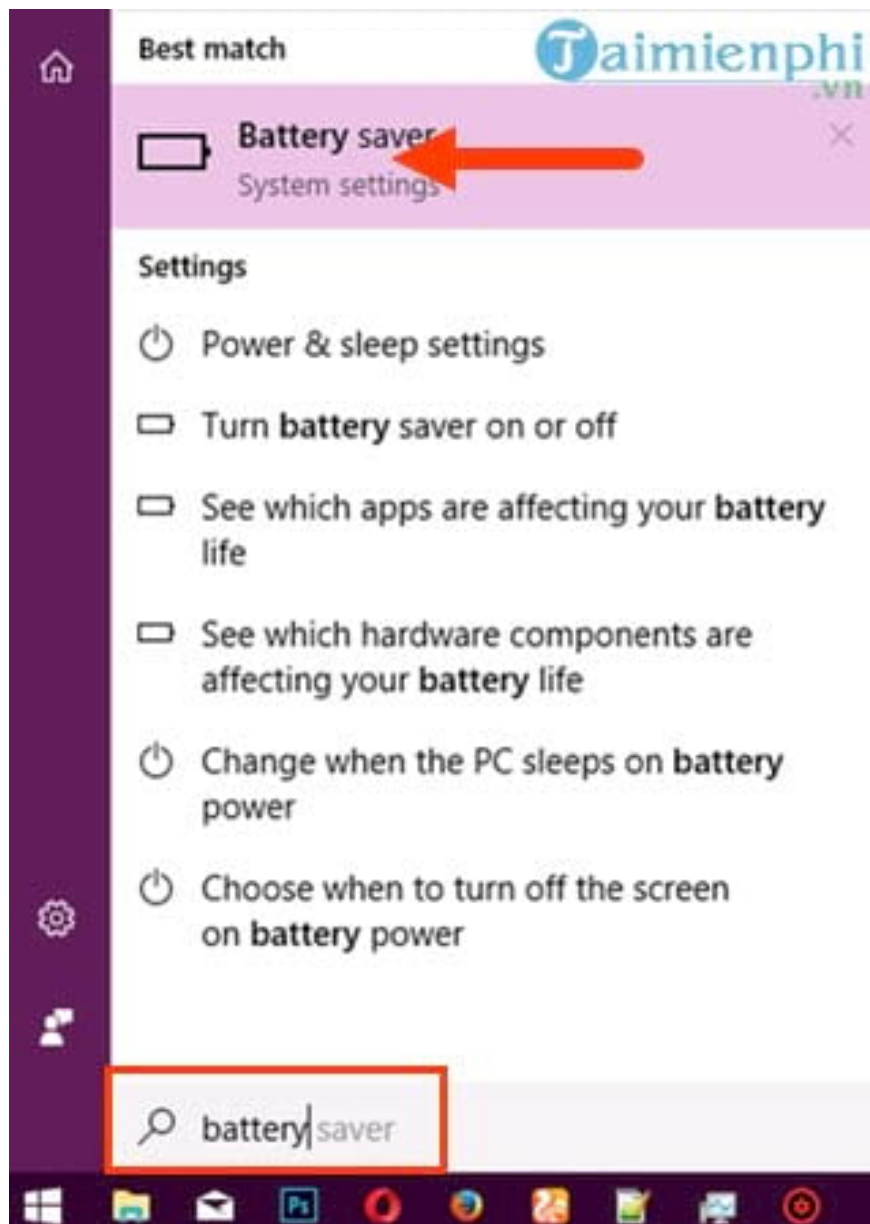 Best match
Taimienphi
.vn
Battery saver
System settings
Settings
Power & sleep settings
Turn battery saver on or off
See which apps are affecting your battery
life
See which hardware components are
affecting your battery life
Change when the PC sleeps on battery
power
Choose when to turn off the screen
on battery power
battery saver
Ps